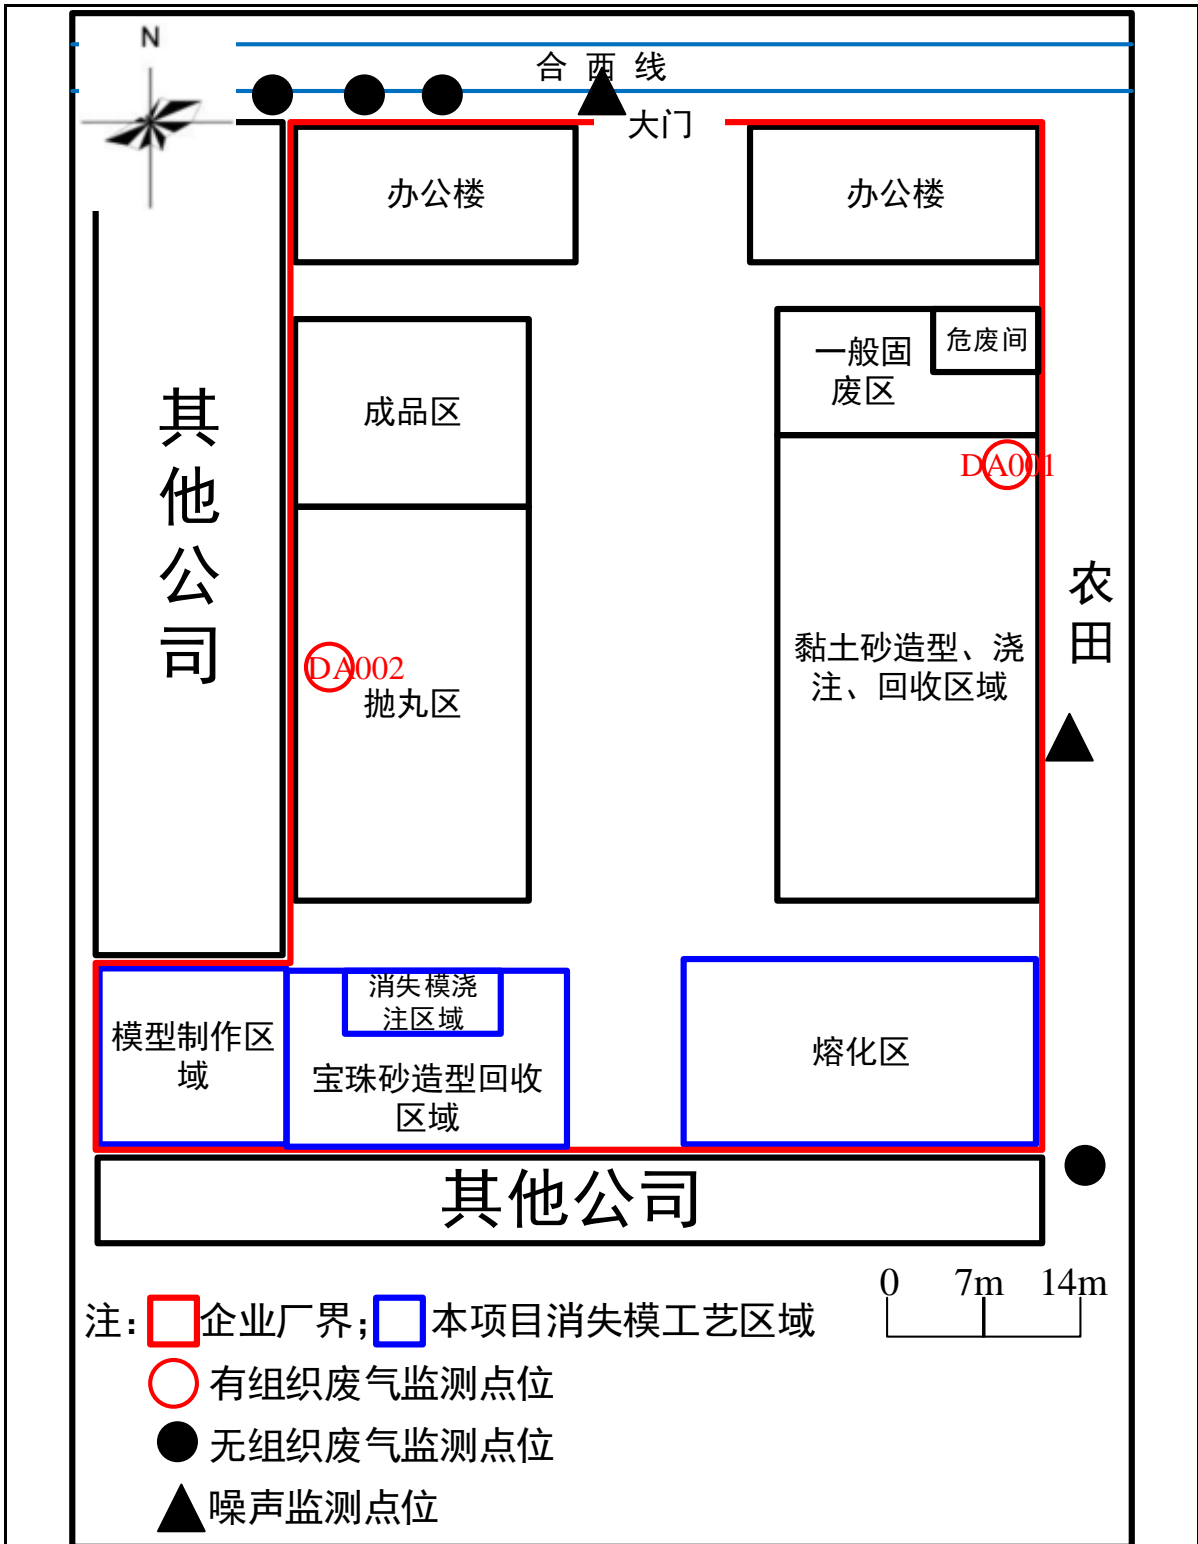 N
合西线
大门
办公楼
办公楼
一般固
废区
危废间
成品区
DA001
其
他
公
司
农
田
DA002
抛丸区
黏土砂造型、浇
注、回收区域
消失模浇
注区域
模型制作区
域
宝珠砂造型回收
区域
熔化区
其他公司
0 7m 14m
注：企业厂界；本项目消失模工艺区域
有组织废气监测点位
无组织废气监测点位
噪声监测点位